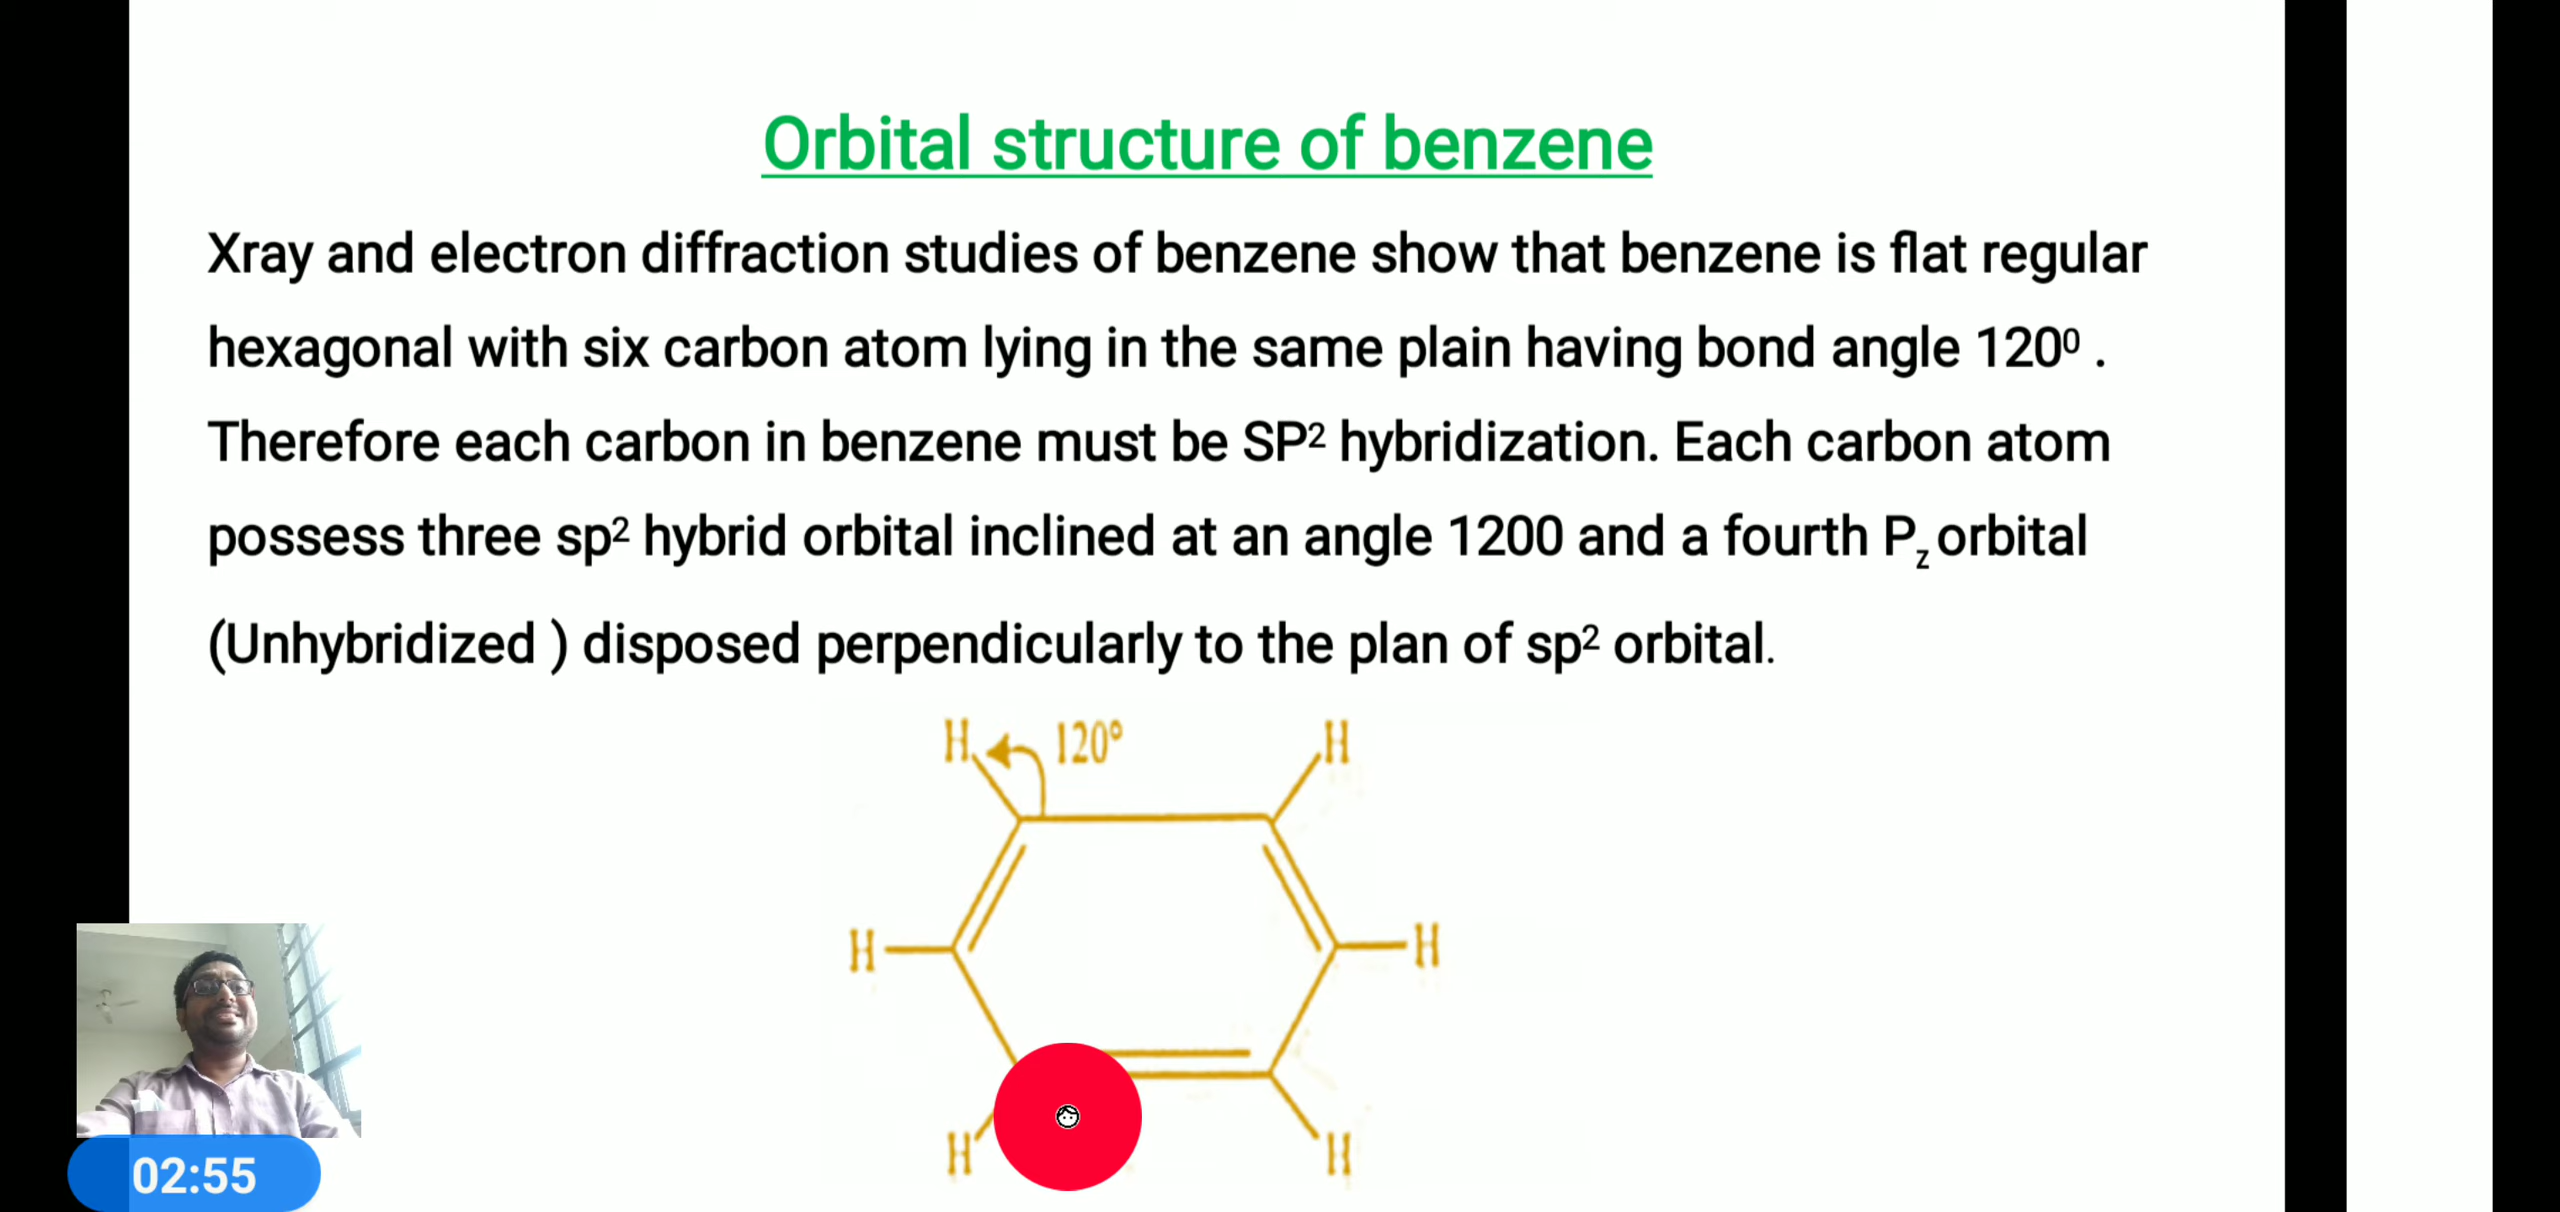 Orbital structure of benzene
Xray and electron diffraction studies of benzene show that benzene is flat regular
hexagonal with six carbon atom lying in the same plain having bond angle 120⁰ .
Therefore each carbon in benzene must be SP² hybridization. Each carbon atom
possess three sp² hybrid orbital inclined at an angle 1200 and a fourth P_z orbital
(Unhybridized ) disposed perpendicularly to the plan of sp² orbital.
H 120° H
H H
H H
02:55